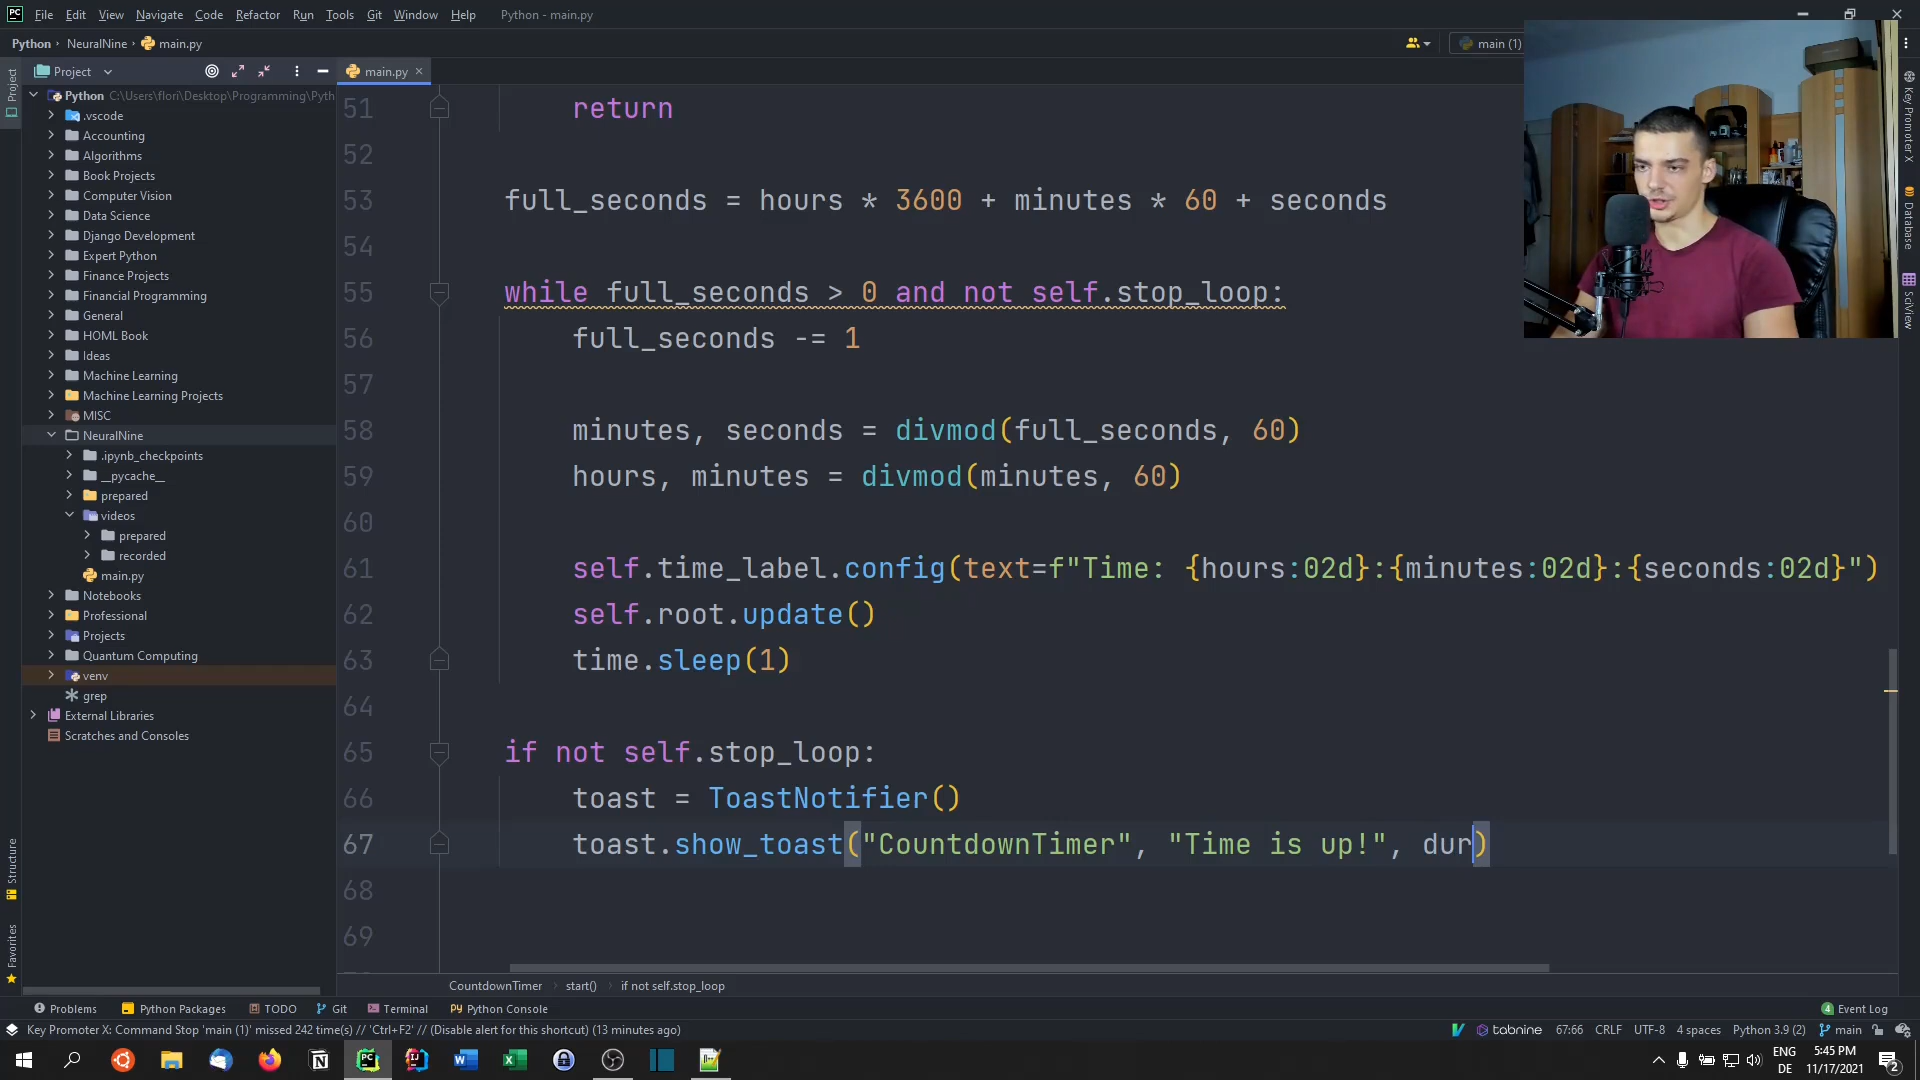 PC File Edit View Navigate Code Refactor Run Tools Git Window Help Python - main.py
Python NeuralNine main.py main (1)
Project main.py
Python C:\Users\flori\Desktop\Programming\Pyth
.vscode
Accounting
Algorithms
Book Projects
Computer Vision
Data Science
Django Development
Expert Python
Finance Projects
Financial Programming
General
HOML Book
Ideas
Machine Learning
Machine Learning Projects
MISC
NeuralNine
.ipynb_checkpoints
__pycache__
prepared
videos
prepared
recorded
main.py
Notebooks
Professional
Projects
Quantum Computing
venv
grep
External Libraries
Scratches and Consoles
Project
Structure
Favorites
51 return
52
53 full_seconds = hours * 3600 + minutes * 60 + seconds
54
55 while full_seconds > 0 and not self.stop_loop:
56 full_seconds -= 1
57
58 minutes, seconds = divmod(full_seconds, 60)
59 hours, minutes = divmod(minutes, 60)
60
61 self.time_label.config(text=f"Time: {hours:02d}:{minutes:02d}:{seconds:02d}")
62 self.root.update()
63 time.sleep(1)
64
65 if not self.stop_loop:
66 toast = ToastNotifier()
67 toast.show_toast("CountdownTimer", "Time is up!", dur)
68
69
Key Promoter X
Database
SciView
CountdownTimer start() if not self.stop_loop
Problems Python Packages TODO Git Terminal Python Console 4 Event Log
Key Promoter X: Command Stop 'main (1)' missed 242 time(s) // 'Ctrl+F2' // (Disable alert for this shortcut) (13 minutes ago) tabnine 67:66 CRLF UTF-8 4 spaces Python 3.9 (2) main
ENG 5:45 PM
DE 11/17/2021 2